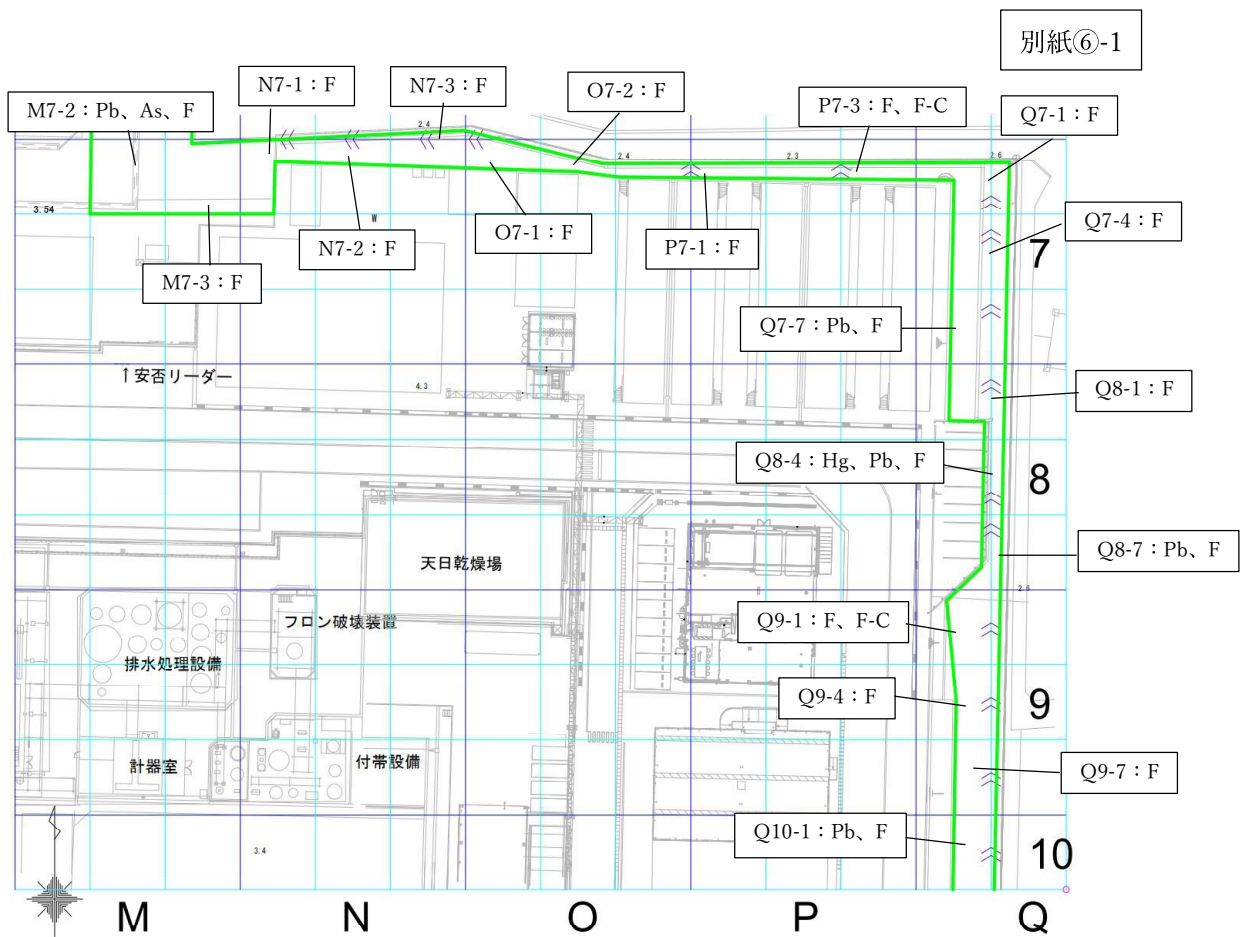 別紙⑥-1
N7-1：F
N7-3：F
O7-2：F
P7-3：F、F-C
Q7-1：F
M7-2：Pb、As、F
2.4
2.4
2.3
2.6
3.54
W
M7-3：F
N7-2：F
O7-1：F
P7-1：F
Q7-4：F
7
Q7-7：Pb、F
↑安否リーダー
4.3
Q8-1：F
Q8-4：Hg、Pb、F
8
天日乾燥場
Q8-7：Pb、F
2.6
フロン破壊装置
Q9-1：F、F-C
排水処理設備
Q9-4：F
9
計器室
付帯設備
Q9-7：F
Q10-1：Pb、F
3.4
10
M
N
O
P
Q